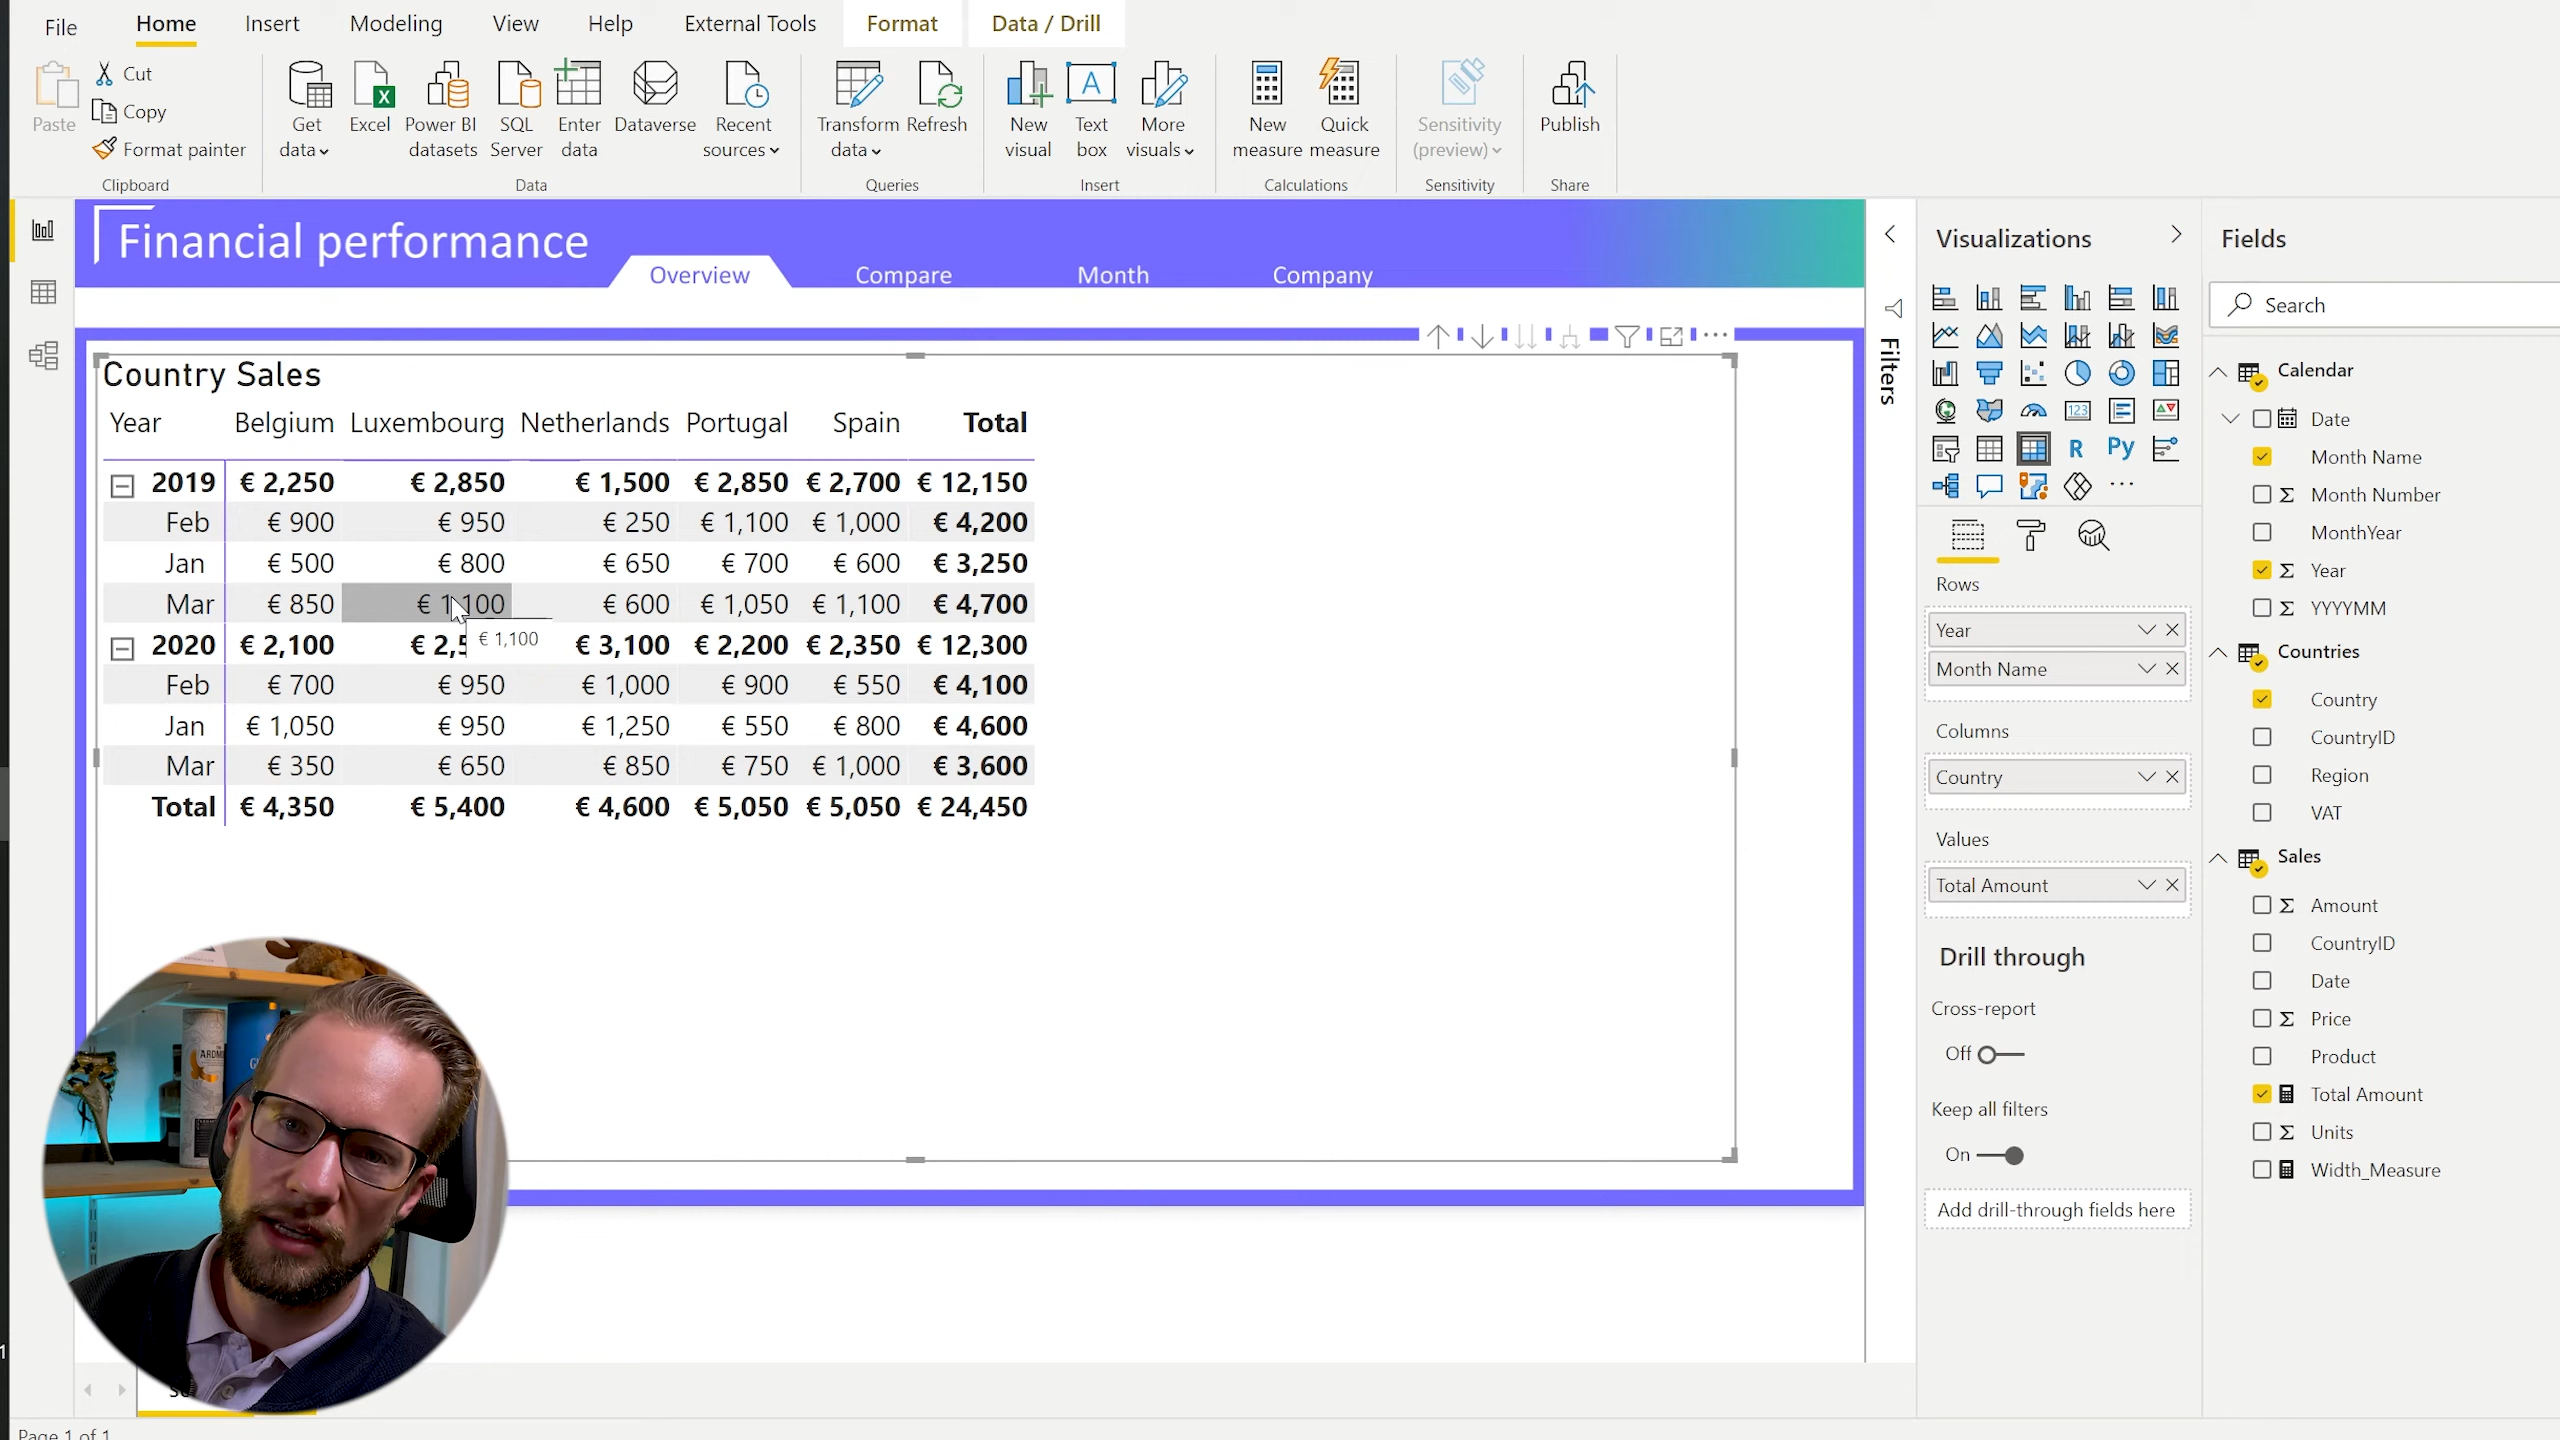 File Home Insert Modeling View Help External Tools Format Data / Drill
Paste
Cut
Copy
Format painter
Clipboard
Get data
Excel
Power BI datasets
SQL Server
Enter data
Dataverse
Recent sources
Data
Transform data
Refresh
Queries
New visual
A
Text box
More visuals
Insert
New measure
Quick measure
Calculations
Sensitivity (preview)
Sensitivity
Publish
Share
Financial performance
Overview Compare Month Company
Country Sales
Year Belgium Luxembourg Netherlands Portugal Spain Total
2019 € 2,250 € 2,850 € 1,500 € 2,850 € 2,700 € 12,150
Feb € 900 € 950 € 250 € 1,100 € 1,000 € 4,200
Jan € 500 € 800 € 650 € 700 € 600 € 3,250
Mar € 850 € 1,100 € 600 € 1,050 € 1,100 € 4,700
€ 1,100
2020 € 2,100 € 2,5 € 3,100 € 2,200 € 2,350 € 12,300
Feb € 700 € 950 € 1,000 € 900 € 550 € 4,100
Jan € 1,050 € 950 € 1,250 € 550 € 800 € 4,600
Mar € 350 € 650 € 850 € 750 € 1,000 € 3,600
Total € 4,350 € 5,400 € 4,600 € 5,050 € 5,050 € 24,450
Page 1 of 1
Filters
Visualizations
123
R Py
Rows
Year
Month Name
Columns
Country
Values
Total Amount
Drill through
Cross-report
Off
Keep all filters
On
Add drill-through fields here
Fields
Search
Calendar
Date
Month Name
Σ Month Number
MonthYear
Σ Year
Σ YYYYMM
Countries
Country
CountryID
Region
VAT
Sales
Σ Amount
CountryID
Date
Σ Price
Product
Total Amount
Σ Units
Width_Measure